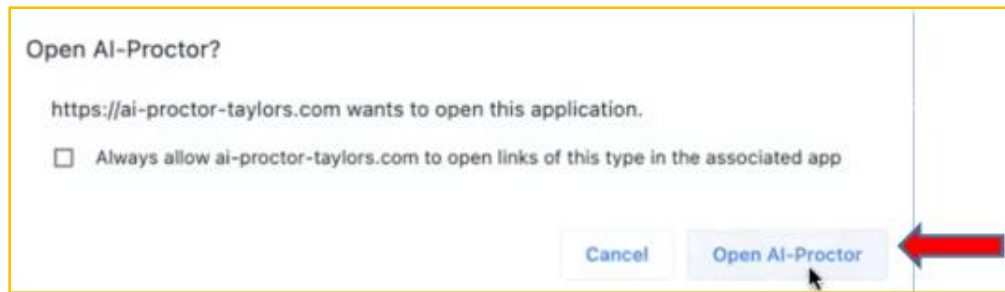 Open AI-Proctor?
https://ai-proctor-taylors.com wants to open this application.
Always allow ai-proctor-taylors.com to open links of this type in the associated app
Cancel Open AI-Proctor